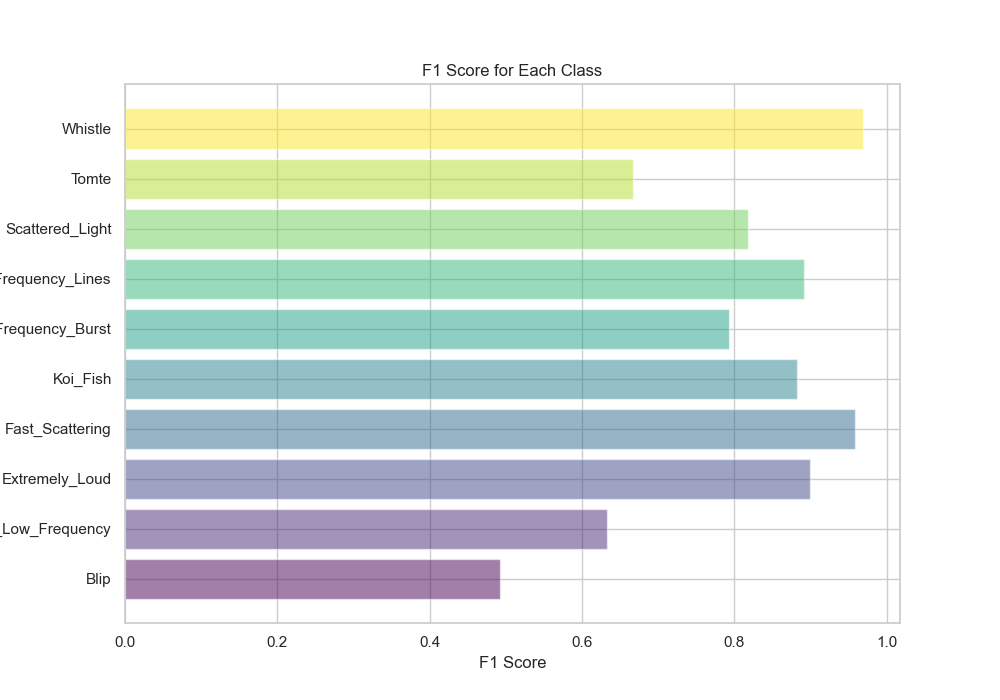 F1 Score for Each Class
Whistle
Tomte
Scattered_Light
Frequency_Lines
Frequency_Burst
Koi_Fish
Fast_Scattering
Extremely_Loud
_Low_Frequency
Blip
0.0 0.2 0.4 0.6 0.8 1.0
F1 Score